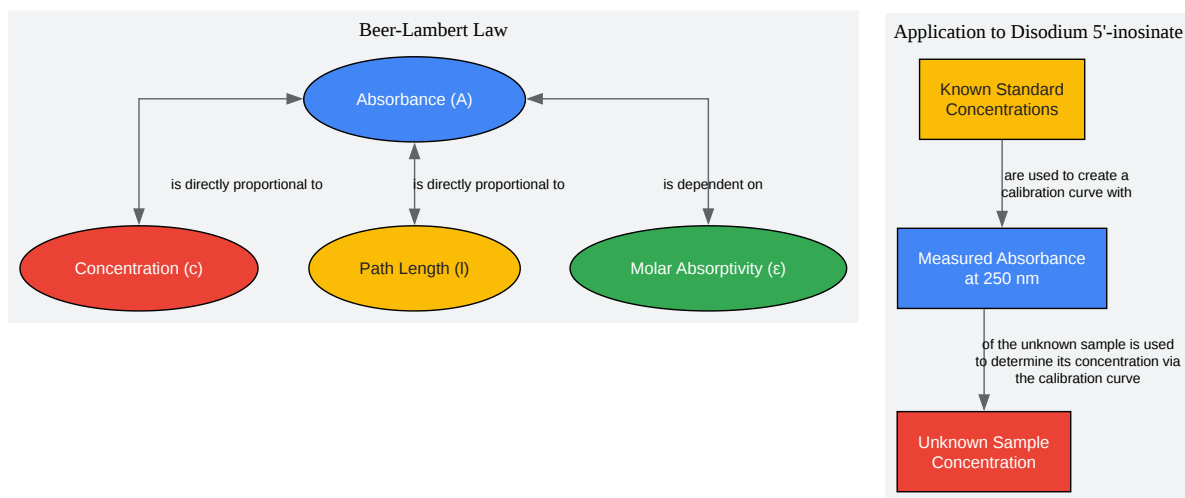 Beer-Lambert Law
Absorbance (A)
is directly proportional to
is directly proportional to
is dependent on
Concentration (c)
Path Length (l)
Molar Absorptivity (ε)
Application to Disodium 5'-inosinate
Known Standard
Concentrations
are used to create a
calibration curve with
Measured Absorbance
at 250 nm
of the unknown sample is used
to determine its concentration via
the calibration curve
Unknown Sample
Concentration